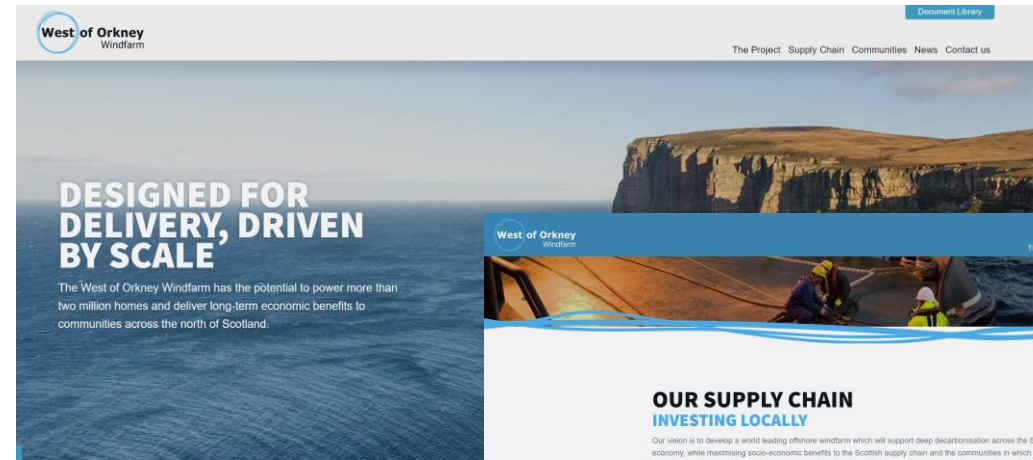 Document Library
West of Orkney
Windfarm
The Project Supply Chain Communities News Contact us
DESIGNED FOR
DELIVERY, DRIVEN
BY SCALE
The West of Orkney Windfarm has the potential to power more than
two million homes and deliver long-term economic benefits to
communities across the north of Scotland.
West of Orkney
Windfarm
OUR SUPPLY CHAIN
INVESTING LOCALLY
Our vision is to develop a world leading offshore windfarm which will support deep decarbonisation across the
economy, while maximising socio-economic benefits to the Scottish supply chain and the communities in which